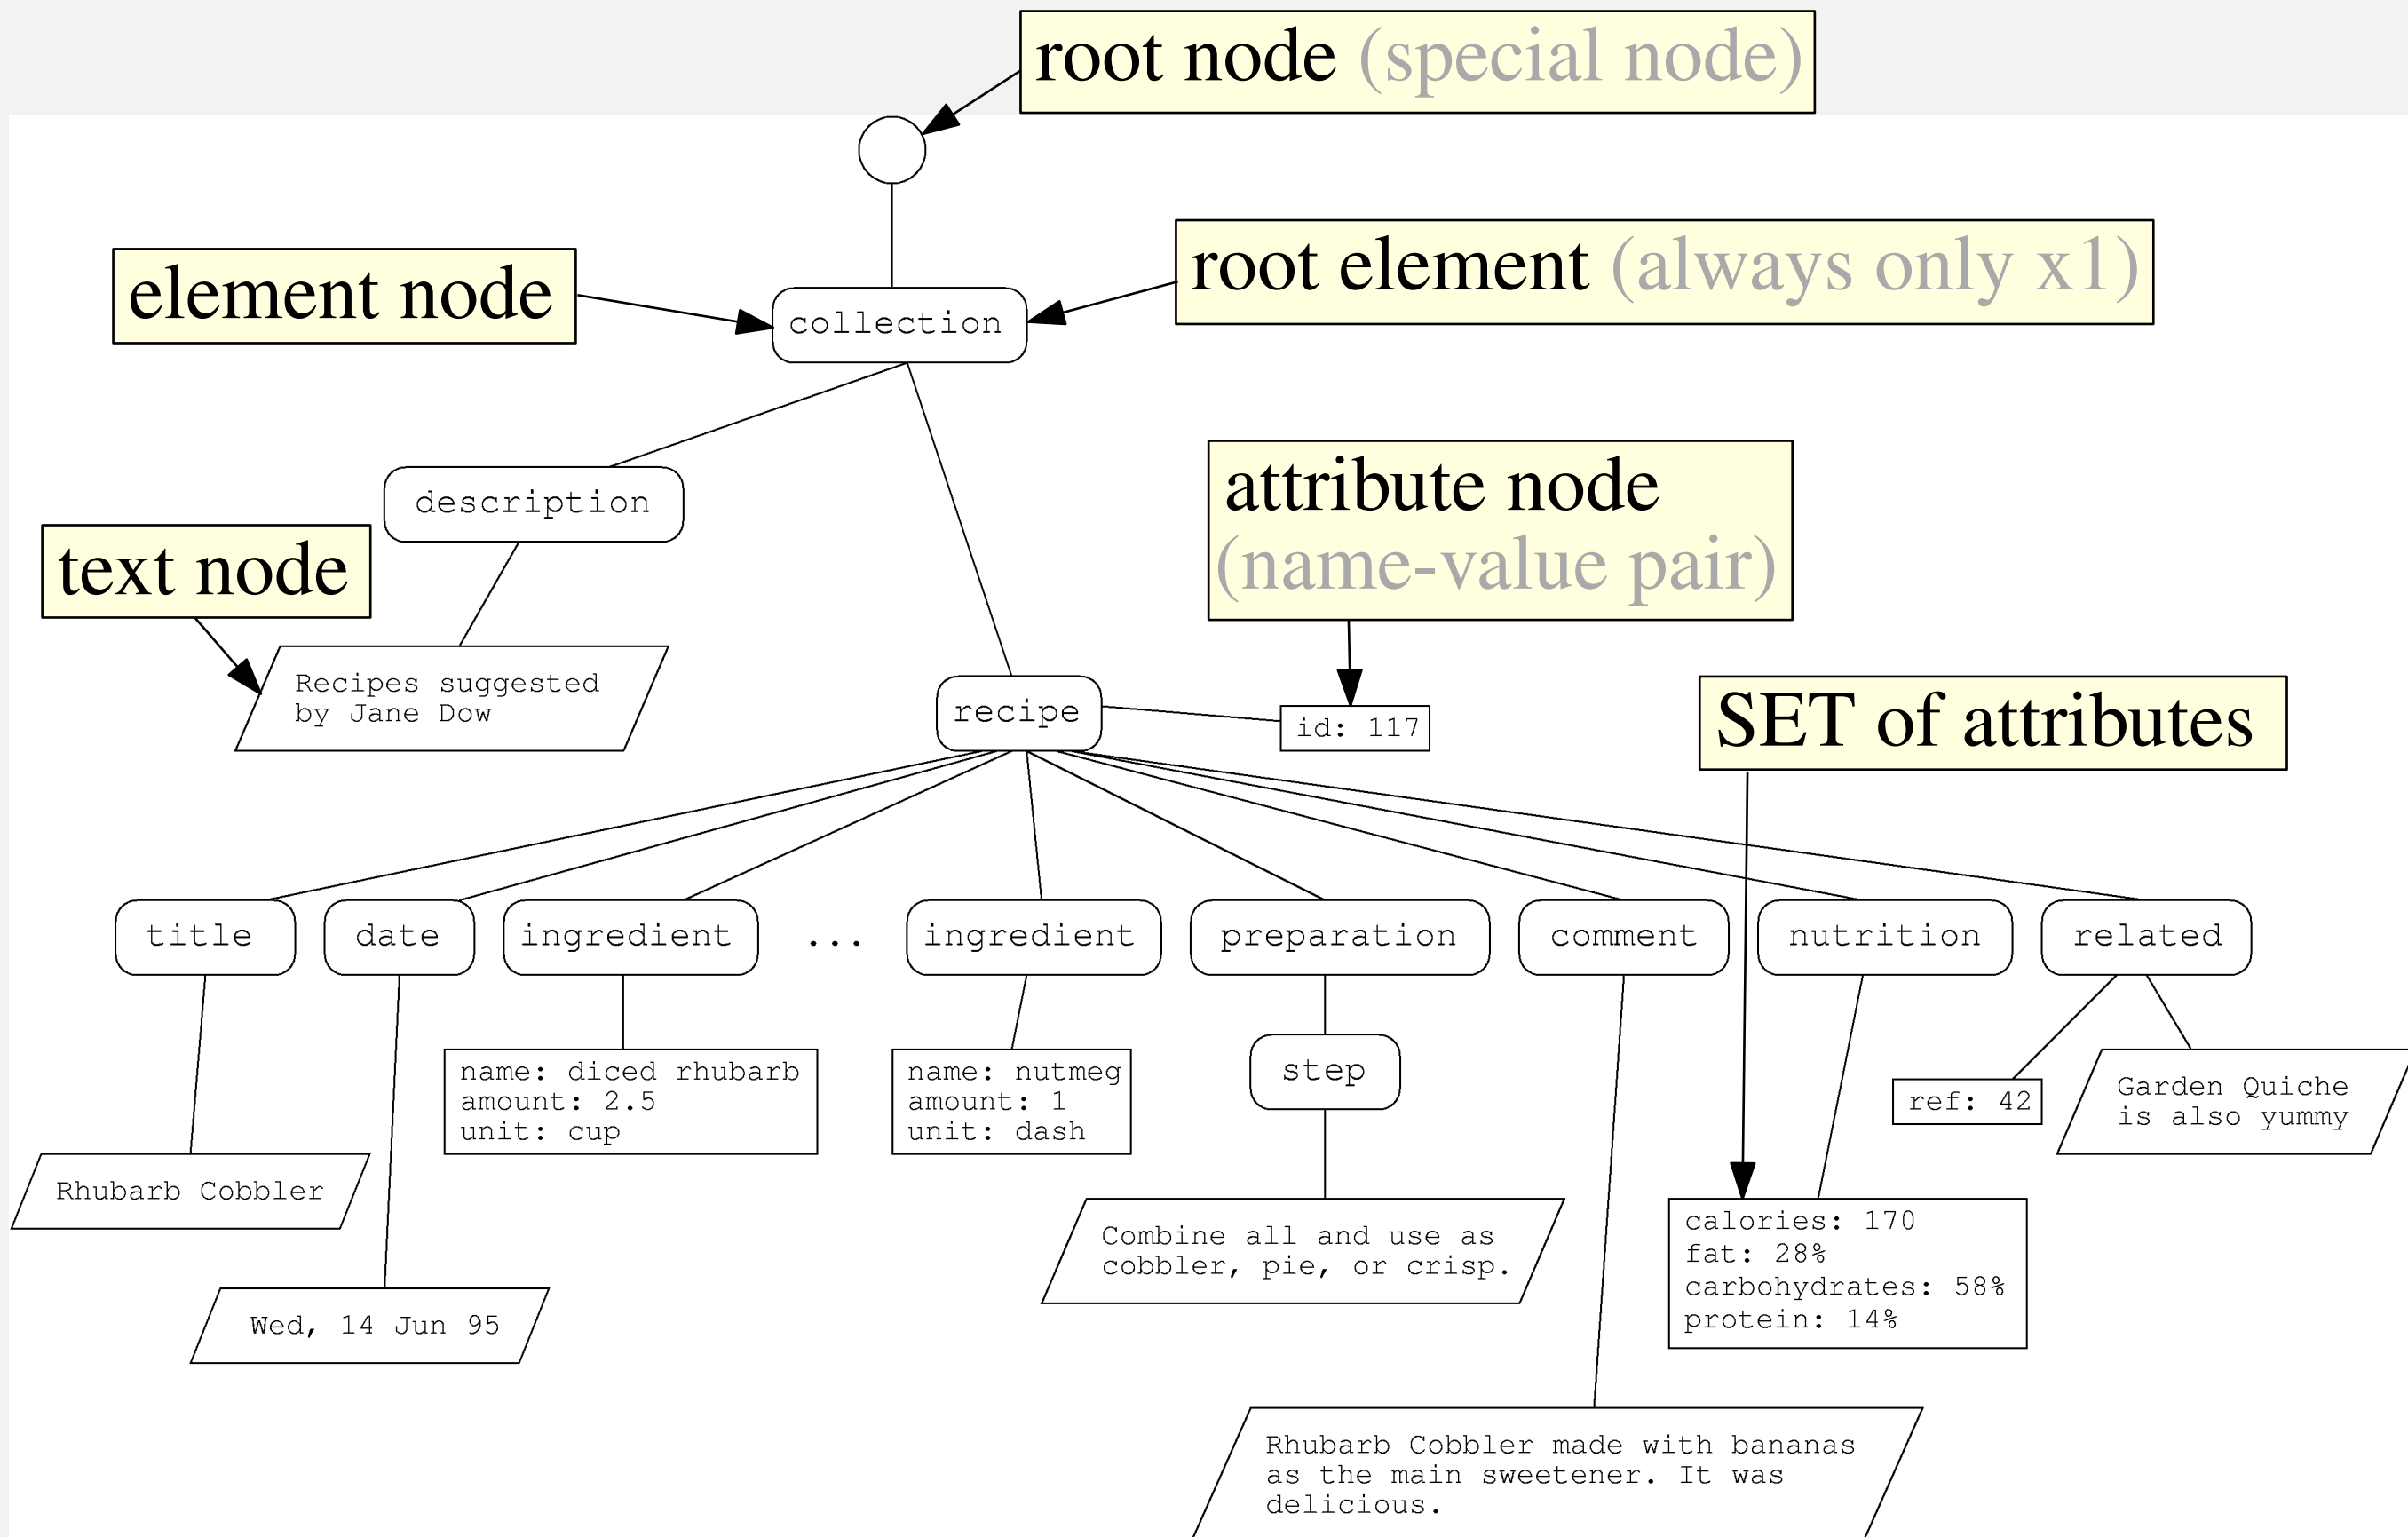 root node (special node)
root element (always only x1)
element node
collection
description
attribute node
(name-value pair)
text node
Recipes suggested
by Jane Dow
recipe
id: 117
SET of attributes
title
date
ingredient
...
ingredient
preparation
comment
nutrition
related
name: diced rhubarb
amount: 2.5
unit: cup
name: nutmeg
amount: 1
unit: dash
step
ref: 42
Garden Quiche
is also yummy
Rhubarb Cobbler
Combine all and use as
cobbler, pie, or crisp.
calories: 170
fat: 28%
carbohydrates: 58%
protein: 14%
Wed, 14 Jun 95
Rhubarb Cobbler made with bananas
as the main sweetener. It was
delicious.